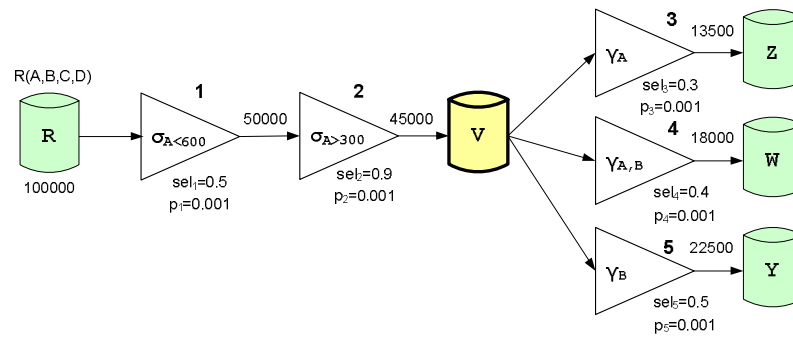 R(A,B,C,D)
R
100000
1
σA<600
sel1=0.5
p1=0.001
50000
2
σA>300
sel2=0.9
p2=0.001
45000
V
3
γA
sel3=0.3
p3=0.001
13500
Z
4
γA,B
sel4=0.4
p4=0.001
18000
W
5
γB
sel5=0.5
p5=0.001
22500
Y